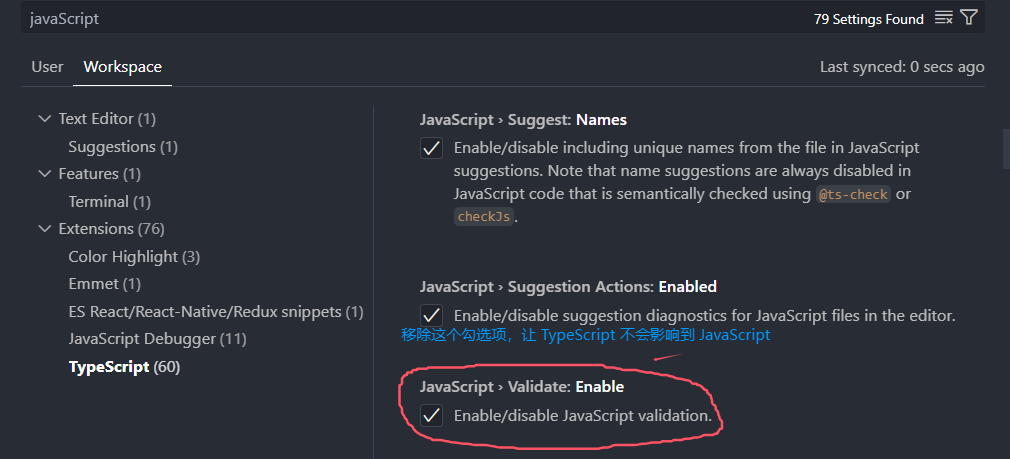 javaScript
79 Settings Found
User
Workspace
Last synced: 0 secs ago
Text Editor (1)
Suggestions (1)
Features (1)
Terminal (1)
Extensions (76)
Color Highlight (3)
Emmet (1)
ES React/React-Native/Redux snippets (1)
JavaScript Debugger (11)
TypeScript (60)
JavaScript › Suggest: Names
Enable/disable including unique names from the file in JavaScript
suggestions. Note that name suggestions are always disabled in
JavaScript code that is semantically checked using @ts-check or
checkJs.
JavaScript › Suggestion Actions: Enabled
Enable/disable suggestion diagnostics for JavaScript files in the editor.
移除这个勾选项，让 TypeScript 不会影响到 JavaScript
JavaScript › Validate: Enable
Enable/disable JavaScript validation.